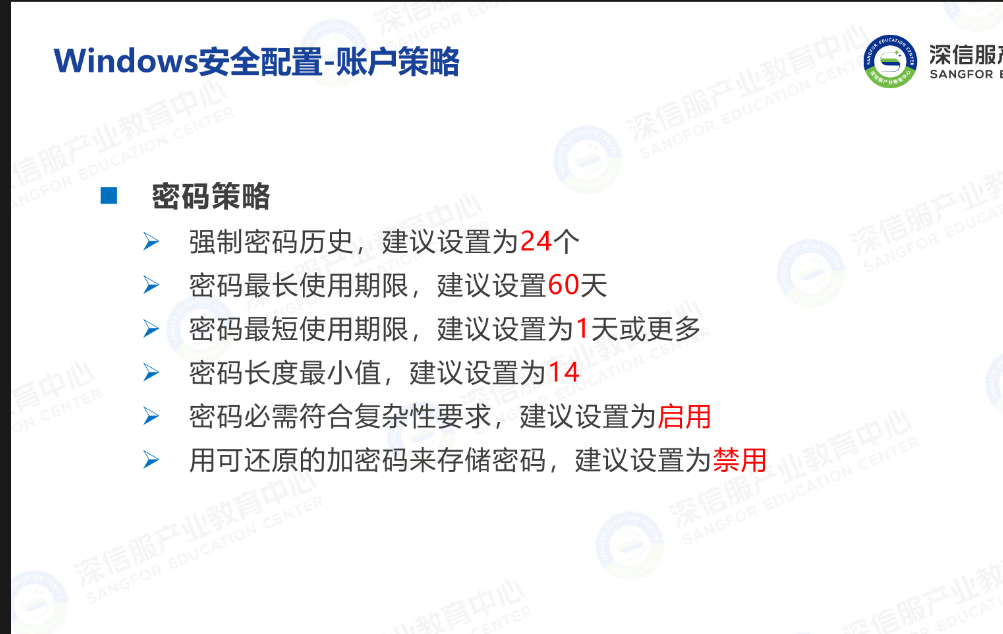 Windows安全配置-账户策略
深信服产
SANGFOR E
密码策略
强制密码历史，建议设置为24个
密码最长使用期限，建议设置60天
密码最短使用期限，建议设置为1天或更多
密码长度最小值，建议设置为14
密码必需符合复杂性要求，建议设置为启用
用可还原的加密码来存储密码，建议设置为禁用
深信服产业教育中心
SANGFOR EDUCATION CENTER